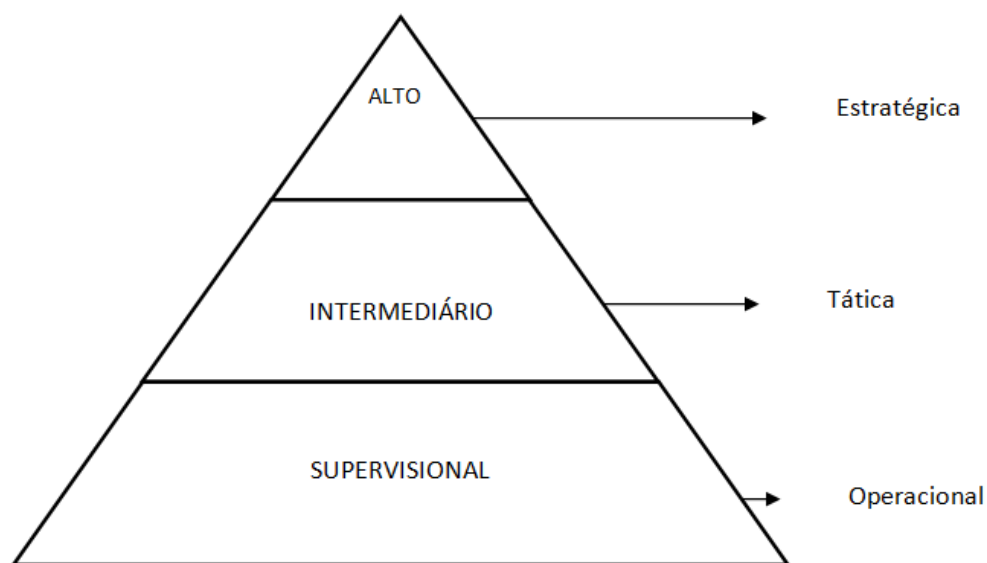 ALTO
Estratégica
INTERMEDIÁRIO
Tática
SUPERVISIONAL
Operacional